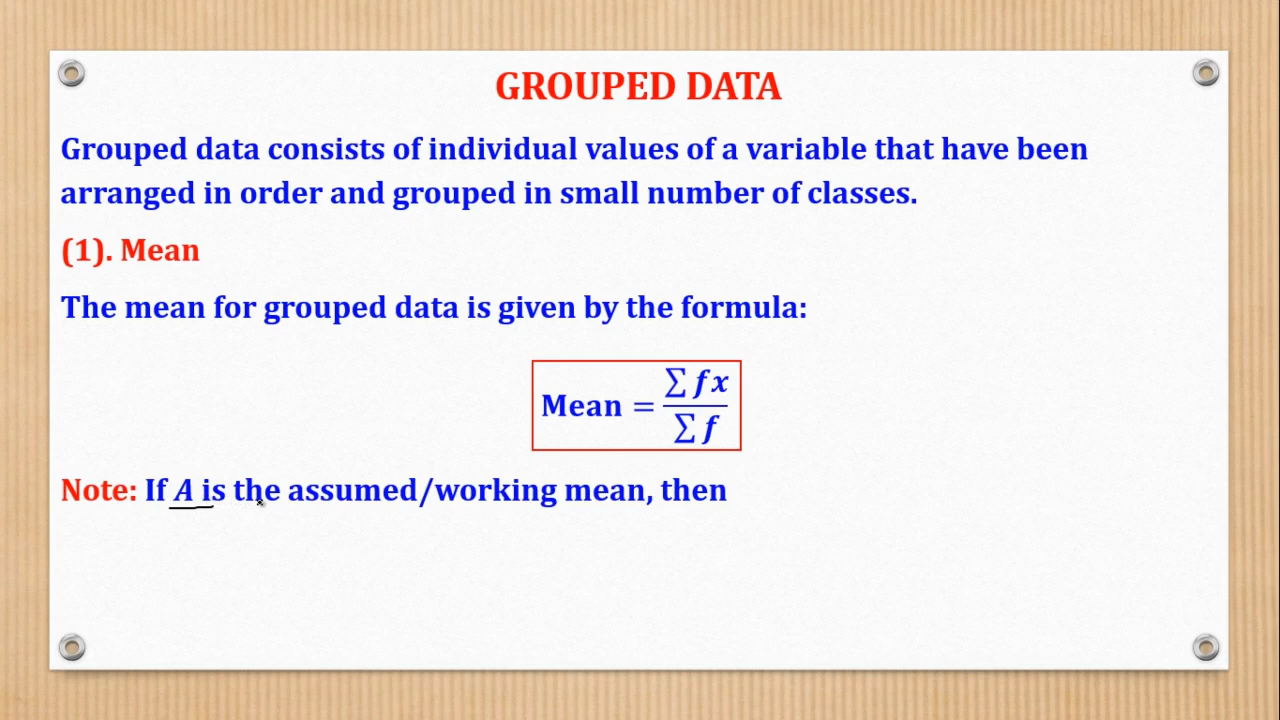 GROUPED DATA
Grouped data consists of individual values of a variable that have been
arranged in order and grouped in small number of classes.
(1). Mean
The mean for grouped data is given by the formula:
Mean = ∑ fx / ∑ f
Note: If A is the assumed/working mean, then